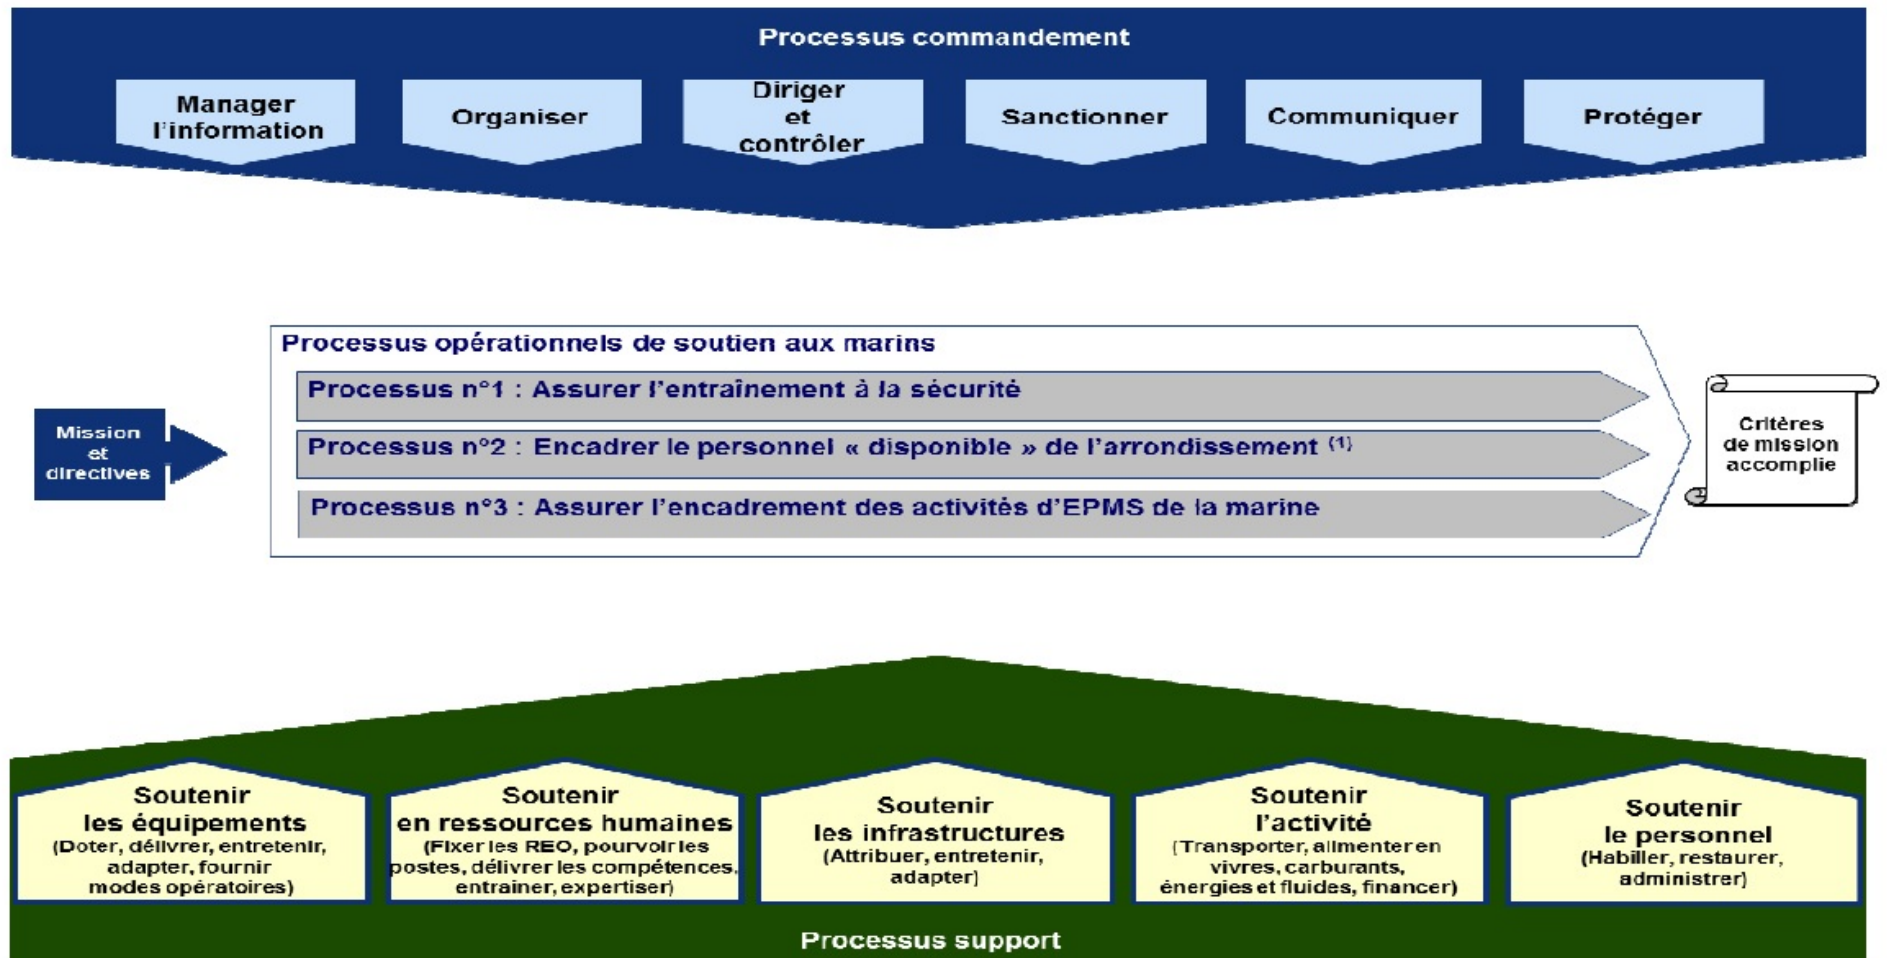 Processus commandement
Manager
l'information
Organiser
Diriger
et
contrôler
Sanctionner
Communiquer
Protéger
Processus opérationnels de soutien aux marins
Processus n°1 : Assurer l'entraînement à la sécurité
Processus n°2 : Encadrer le personnel « disponible » de l'arrondissement (1)
Processus n°3 : Assurer l'encadrement des activités d'EPMS de la marine
Mission
et
directives
Critères
de mission
accomplie
Soutenir
les équipements
(Doter, délivrer, entretenir,
adapter, fournir
modes opératoires)
Soutenir
en ressources humaines
(Fixer les REO, pourvoir les
postes, délivrer les compétences,
entrainer, expertiser)
Soutenir
les infrastructures
(Attribuer, entretenir,
adapter)
Soutenir
l'activité
(Transporter, alimenter en
vivres, carburants,
énergies et fluides, financer)
Soutenir
le personnel
(Habiller, restaurer,
administrer)
Processus support